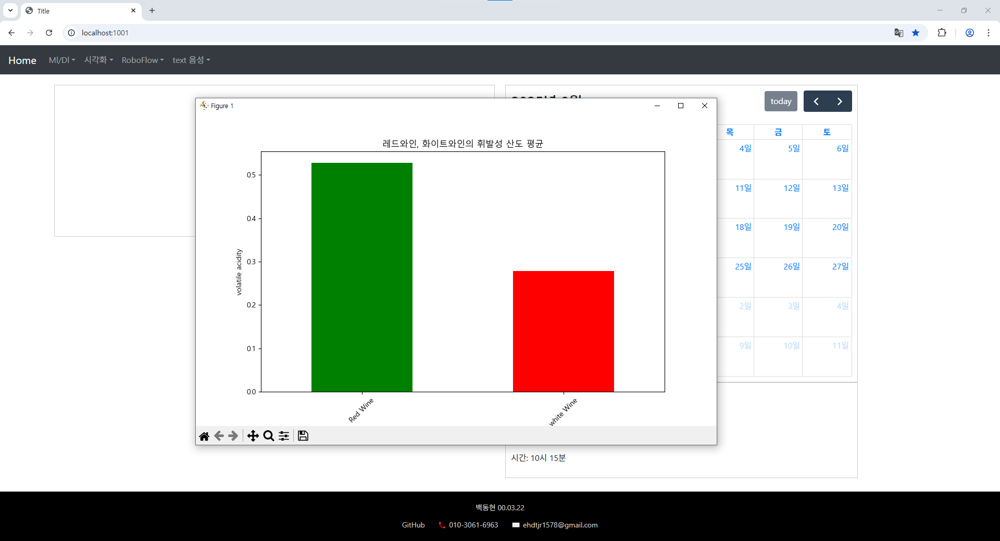 Title
localhost:1001
Home Ml/Dl 시각화 RoboFlow text 음성
today
Figure 1
레드와인, 화이트와인의 휘발성 산도 평균
0.5
0.4
0.3
0.2
0.1
0.0
volatile acidity
Red Wine
white Wine
목 금 토
4일 5일 6일
11일 12일 13일
18일 19일 20일
25일 26일 27일
2일 3일 4일
9일 10일 11일
시간: 10시 15분
백동현 00.03.22
GitHub 010-3061-6963 ehdtjr1578@gmail.com